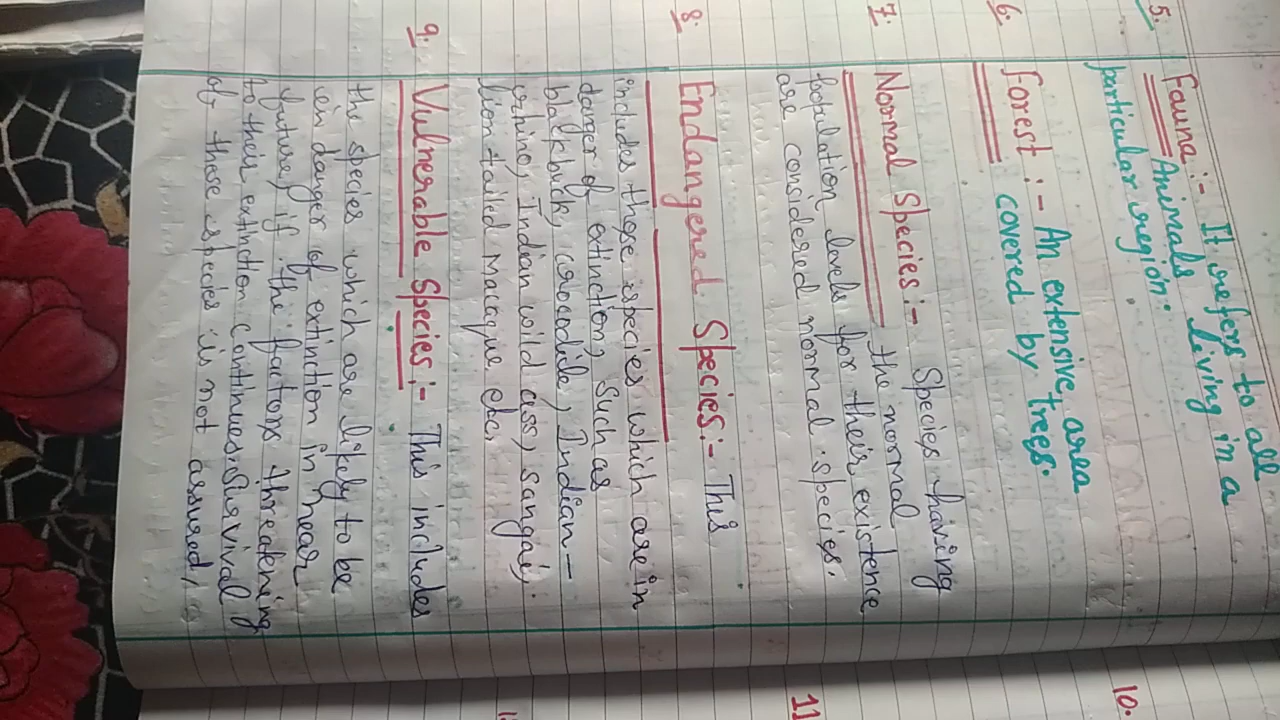 5. Fauna :- It refers to all
Animals living in a
particular region.
6. Forest :- An extensive, area
covered by trees.
7. Normal Species :- Species having
the normal
population levels for their existence
are considered normal species.
8. Endangered Species :- This
includes those species which are in
danger of extinction, such as
blackbuck, crocodile, Indian-
rhino, Indian wild ass, sangai,
lion tailed macaque, etc.
9. Vulnerable Species :- This includes
the species which are likely to be
in danger of extinction in near
future, if the factors threatening
to their extinction continues. Survival
of these species is not assured,
10.
11